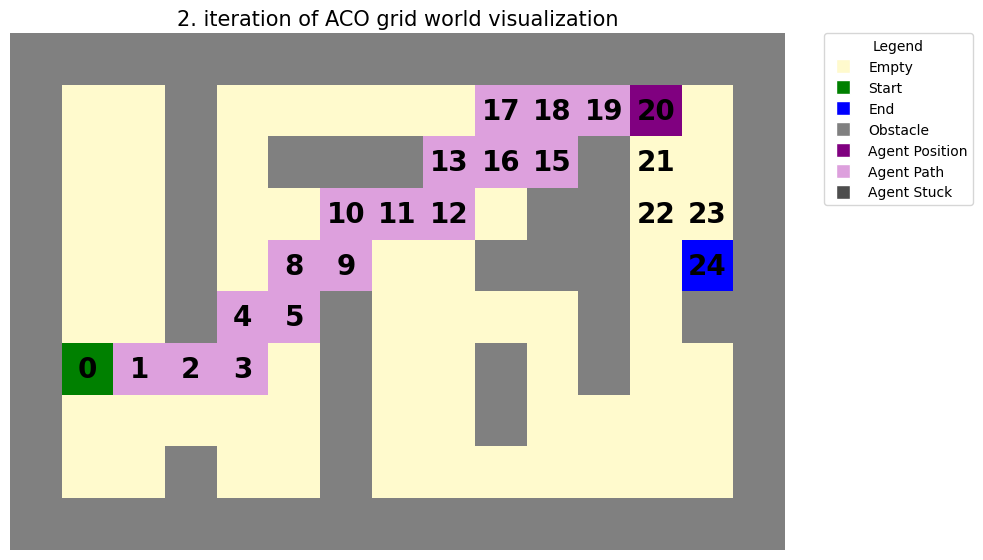 2. iteration of ACO grid world visualization
17 18 19 20
13 16 15 21
10 11 12 22 23
8 9 24
4 5
0 1 2 3
Legend
Empty
Start
End
Obstacle
Agent Position
Agent Path
Agent Stuck